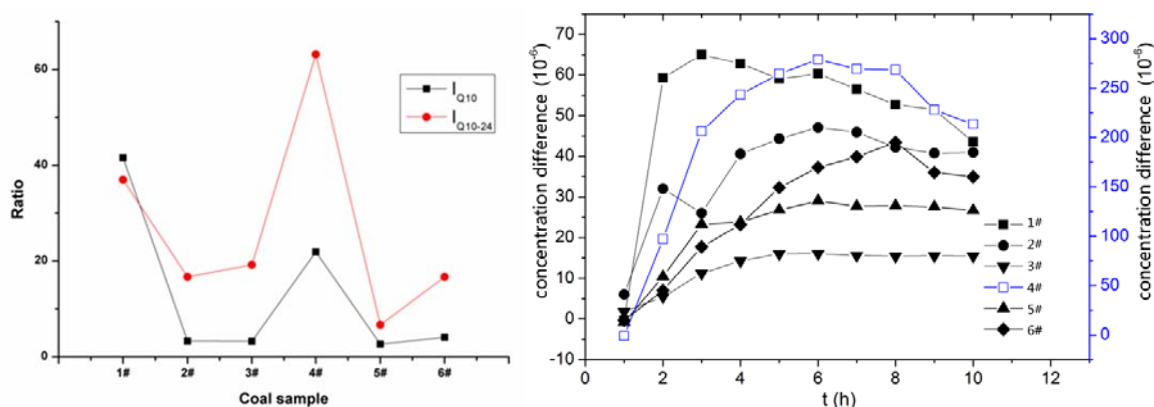 60
40
20
0
Ratio
I_Q10
I_Q10-24
1# 2# 3# 4# 5# 6#
Coal sample
70
60
50
40
30
20
10
0
-10
concentration difference (10^-6)
1#
2#
3#
4#
5#
6#
0 2 4 6 8 10 12
t (h)
300
250
200
150
100
50
0
concentration difference (10^-6)